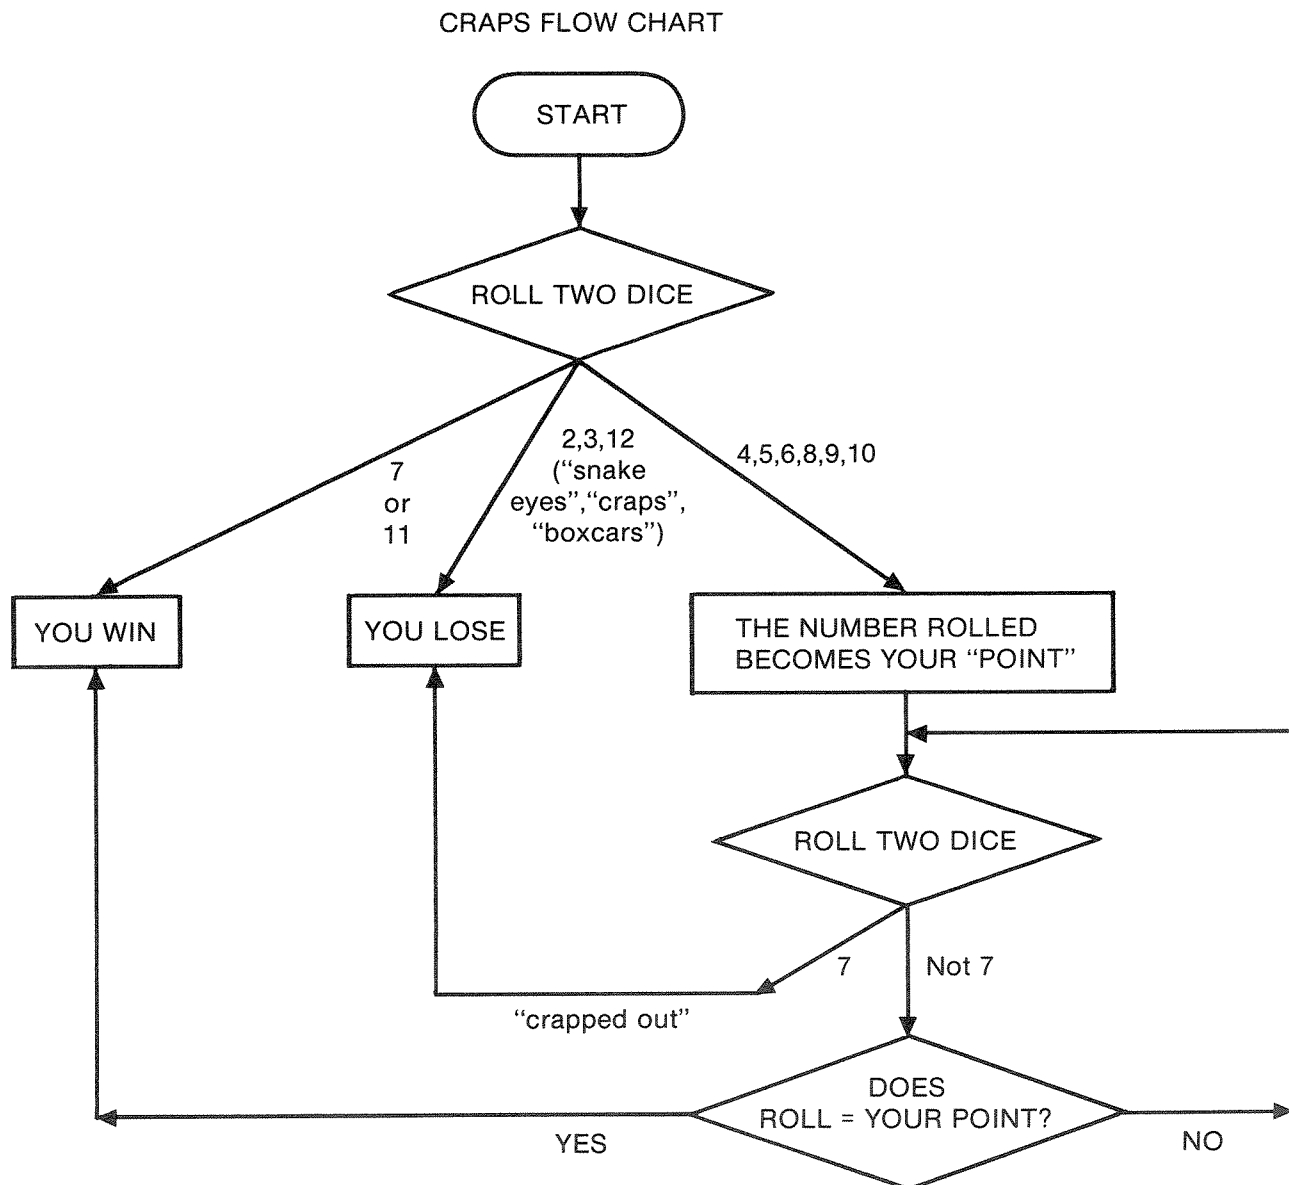 CRAPS FLOW CHART
START
ROLL TWO DICE
7
or
11
2,3,12
(“snake
eyes”,“craps”,
“boxcars”)
4,5,6,8,9,10
YOU WIN
YOU LOSE
THE NUMBER ROLLED
BECOMES YOUR “POINT”
ROLL TWO DICE
7
Not 7
“crapped out”
DOES
ROLL = YOUR POINT?
YES
NO